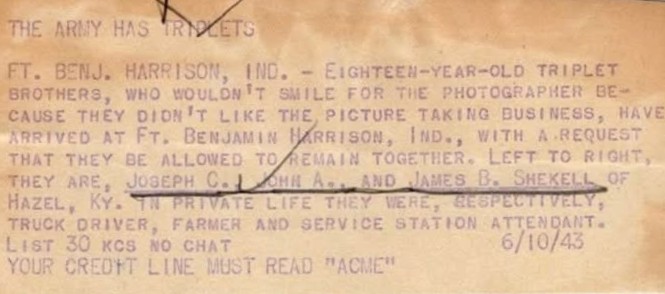 THE ARMY HAS TRIPLETS
FT. BENJ. HARRISON, IND. - EIGHTEEN-YEAR-OLD TRIPLET
BROTHERS, WHO WOULDN'T SMILE FOR THE PHOTOGRAPHER BE-
CAUSE THEY DIDN'T LIKE THE PICTURE TAKING BUSINESS, HAVE
ARRIVED AT FT. BENJAMIN HARRISON, IND., WITH A REQUEST
THAT THEY BE ALLOWED TO REMAIN TOGETHER. LEFT TO RIGHT,
THEY ARE, JOSEPH C., JOHN A., AND JAMES B. SHEKELL OF
HAZEL, KY. IN PRIVATE LIFE THEY WERE, RESPECTIVELY,
TRUCK DRIVER, FARMER AND SERVICE STATION ATTENDANT.
LIST 30 KCS NO CHAT 6/10/43
YOUR CREDIT LINE MUST READ "ACME"